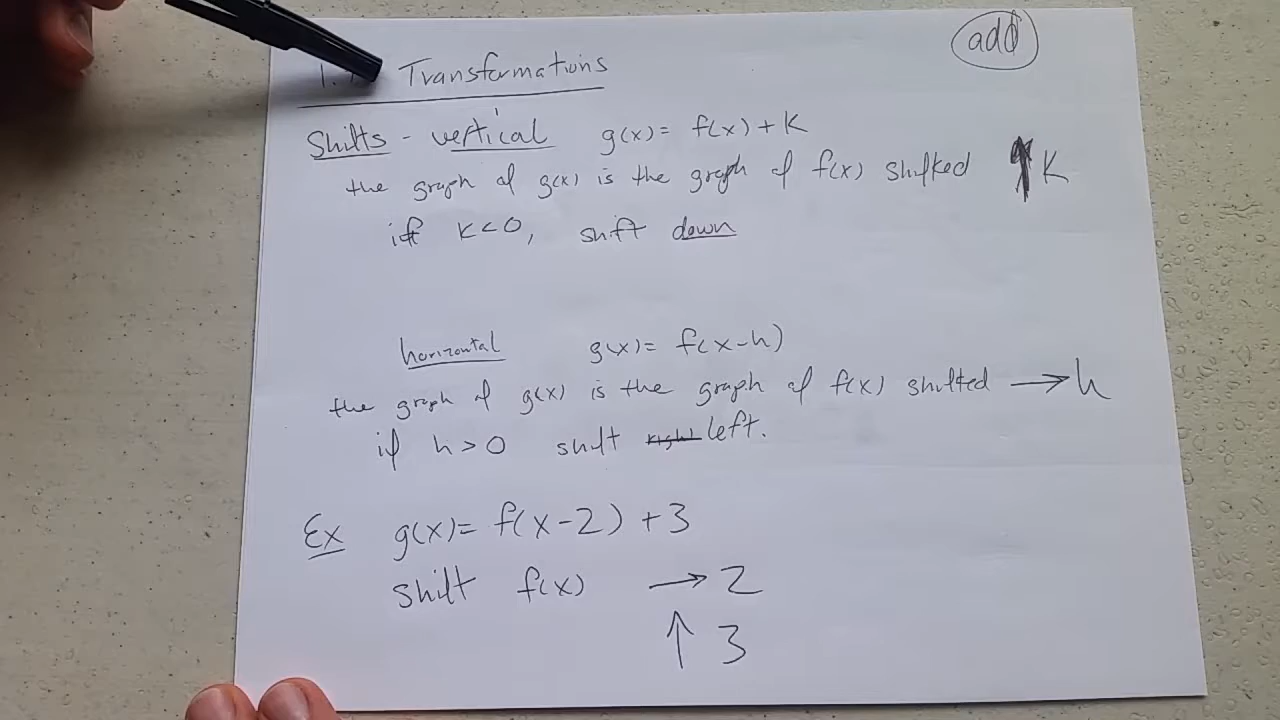 add
Transformations
Shifts - vertical g(x) = f(x) + K
the graph of g(x) is the graph of f(x) shifted ↑ K
if K < 0, shift down
horizontal g(x) = f(x-h)
the graph of g(x) is the graph of f(x) shifted → h
if h > 0 shift right left.
Ex g(x) = f(x-2) + 3
shift f(x) → 2
↑ 3